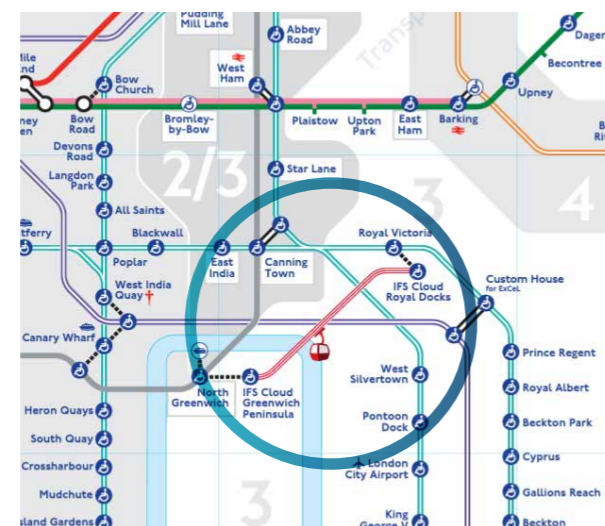 Pudding
Mill Lane
Abbey
Road
Transp
Dagen
Becontree
Mile
End
West
Ham
Bow
Church
Upney
Bow
Road
Bromley-
by-Bow
Plaistow
Upton
Park
East
Ham
Barking
Devons
Road
Star Lane
Langdon
Park
2/3
3
4
All Saints
Blackwall
Royal Victoria
Poplar
East
India
Canning
Town
IFS Cloud
Royal Docks
Custom House
for ExCeL
West India
Quay†
Canary Wharf
Prince Regent
West
Silvertown
North
Greenwich
IFS Cloud
Greenwich
Peninsula
Royal Albert
Heron Quays
Pontoon
Dock
Beckton Park
South Quay
Crossharbour
London
City Airport
Cyprus
Mudchute
3
Gallions Reach
sland Gardens
King
George V
Beckton